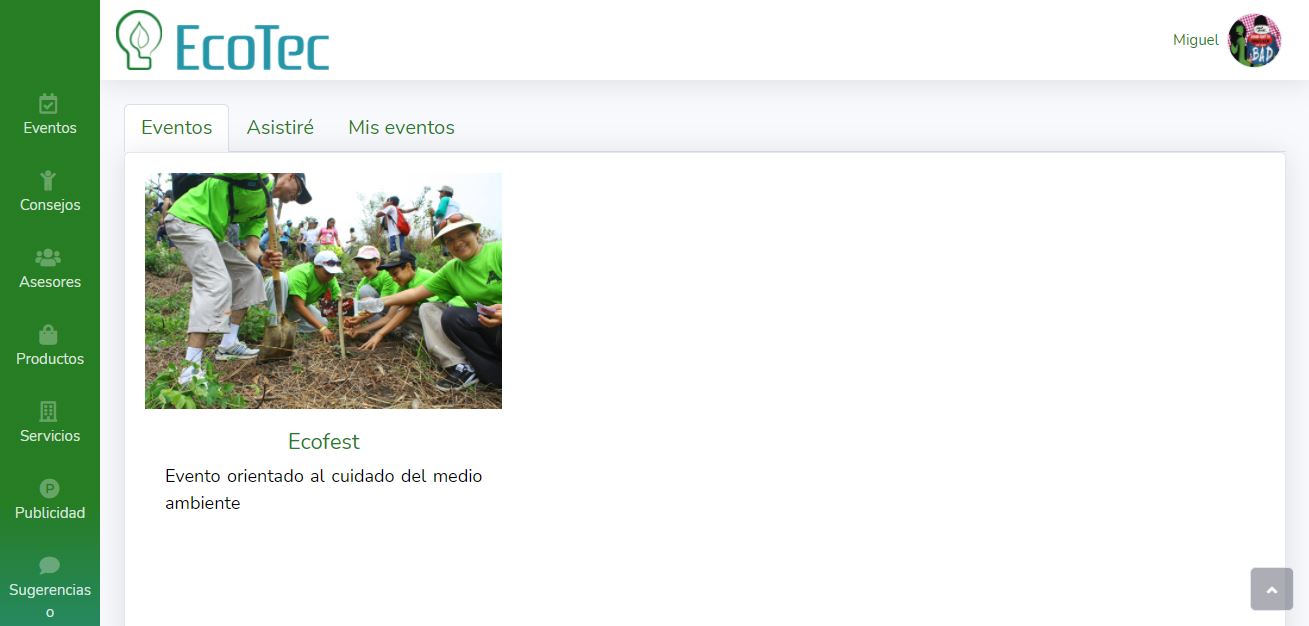 EcoTec
Miguel
BAD
Eventos
Consejos
Asesores
Productos
Servicios
P
Publicidad
Sugerencias
o
Eventos
Asistiré
Mis eventos
Ecofest
Evento orientado al cuidado del medio
ambiente